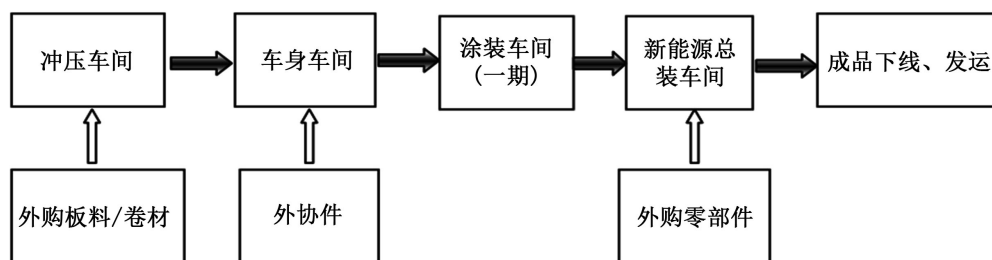 冲压车间
车身车间
涂装车间
(一期)
新能源总
装车间
成品下线、发运
外购板料/卷材
外协件
外购零部件